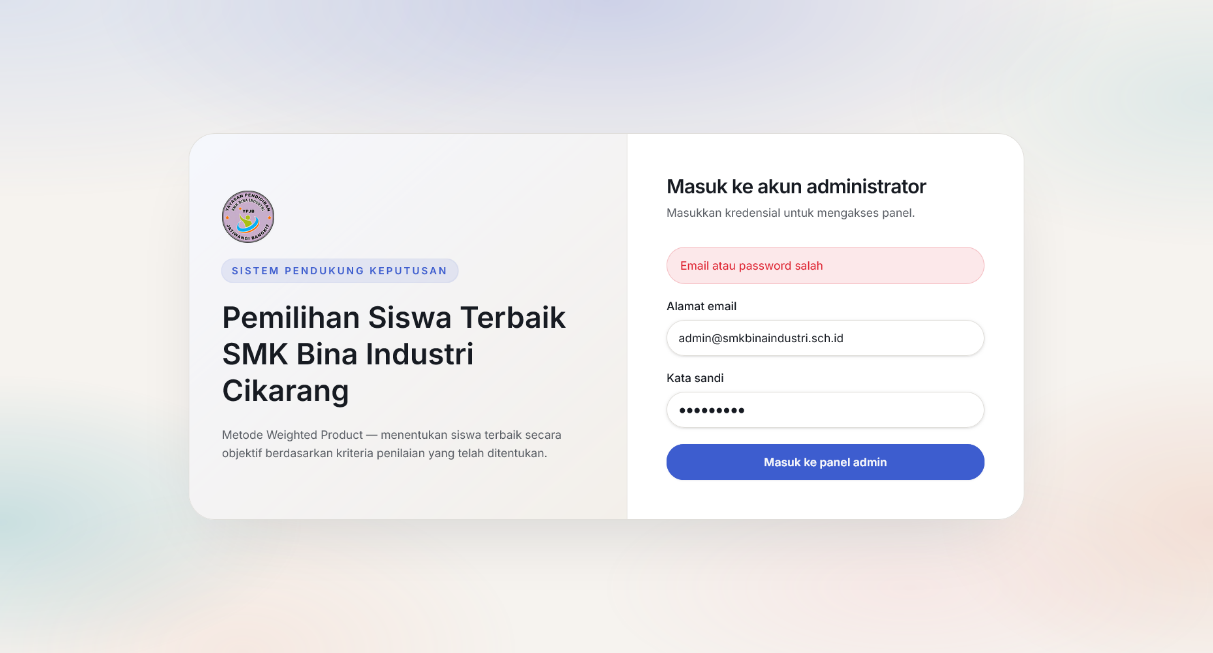 YAYASAN PENDIDIKAN
SISTEM PENDUKUNG KEPUTUSAN
Pemilihan Siswa Terbaik
SMK Bina Industri
Cikarang
Metode Weighted Product — menentukan siswa terbaik secara
objektif berdasarkan kriteria penilaian yang telah ditentukan.
Masuk ke akun administrator
Masukkan kredensial untuk mengakses panel.
Email atau password salah
Alamat email
admin@smkbinaindustri.sch.id
Kata sandi
Masuk ke panel admin